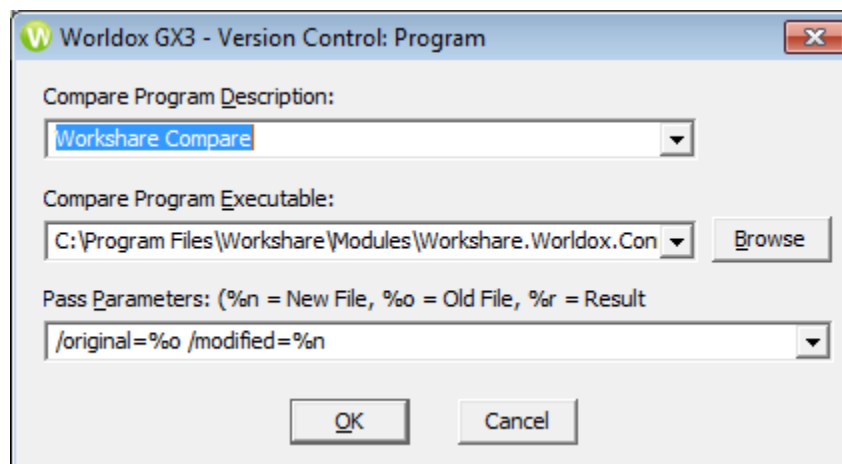 Worldox GX3 - Version Control: Program
Compare Program Description:
Workshare Compare
Compare Program Executable:
C:\Program Files\Workshare\Modules\Workshare.Worldox.Con
Browse
Pass Parameters: (%n = New File, %o = Old File, %r = Result
/original=%o /modified=%n
OK
Cancel